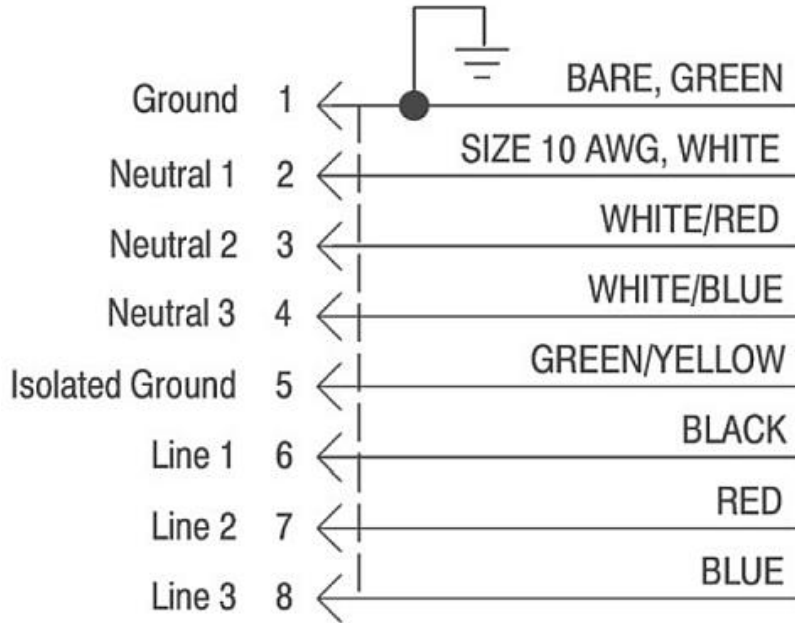 Ground 1 BARE, GREEN
Neutral 1 2 SIZE 10 AWG, WHITE
Neutral 2 3 WHITE/RED
Neutral 3 4 WHITE/BLUE
Isolated Ground 5 GREEN/YELLOW
Line 1 6 BLACK
Line 2 7 RED
Line 3 8 BLUE